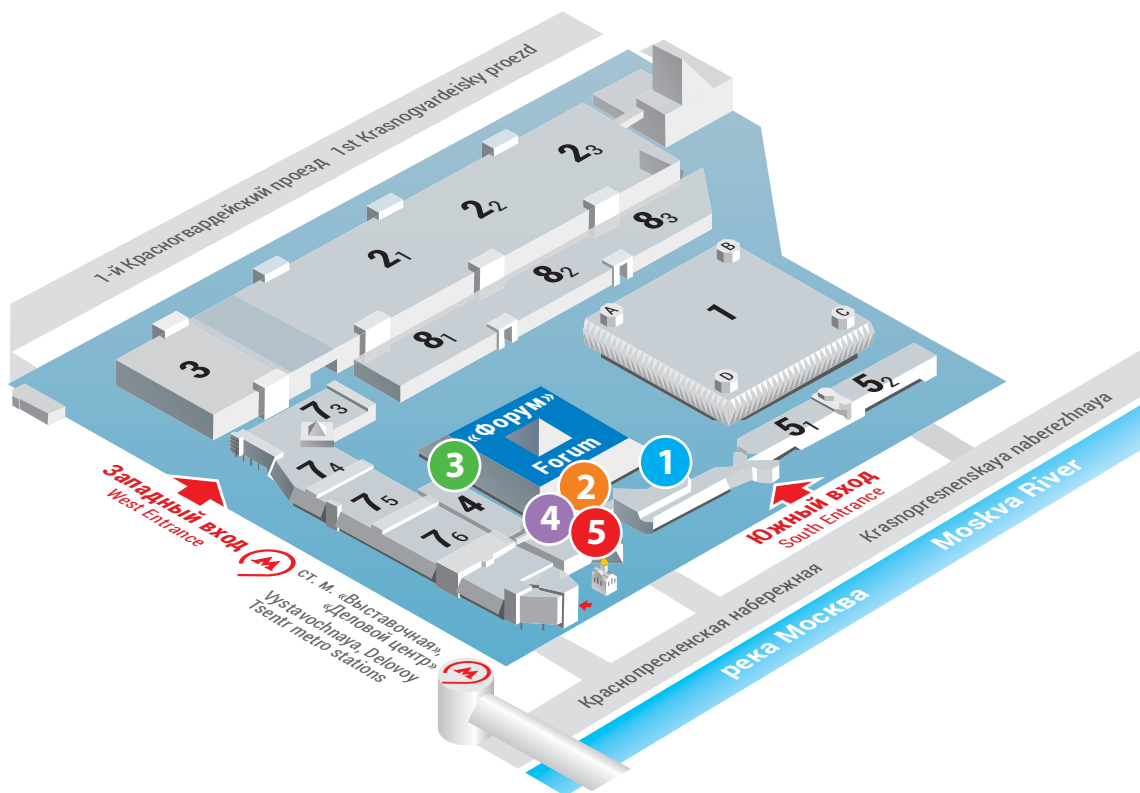 1-й Красногвардейский проезд 1st Krasnogvardeisky proezd
2₃
2₂
2₁
8₃
8₂
8₁
3
B
A
1
C
D
5₂
5₁
7₃
7₄
7₅
7₆
4
«Форум»
Forum
1
2
3
4
5
Западный вход
West Entrance
Южный вход
South Entrance
ст. м. «Выставочная»,
«Деловой центр»
Vystavochnaya, Delovoy
Tsentr metro stations
М
М
Краснопресненская набережная Krasnopresnenskaya naberezhnaya
река Москва Moskva River